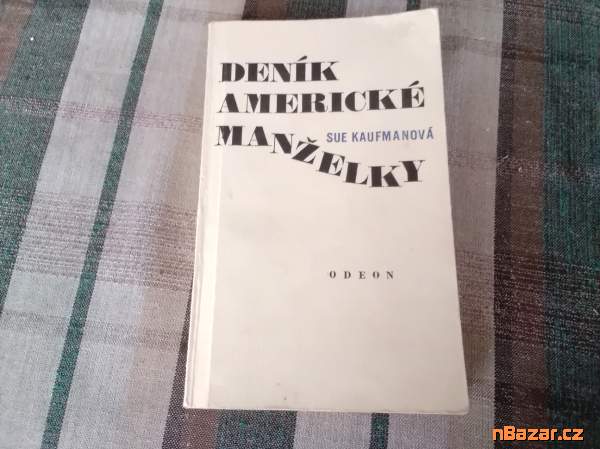 DENÍK
AMERICKÉ
MANŽELKY
SUE KAUFMANOVÁ
ODEON
nBazar.cz